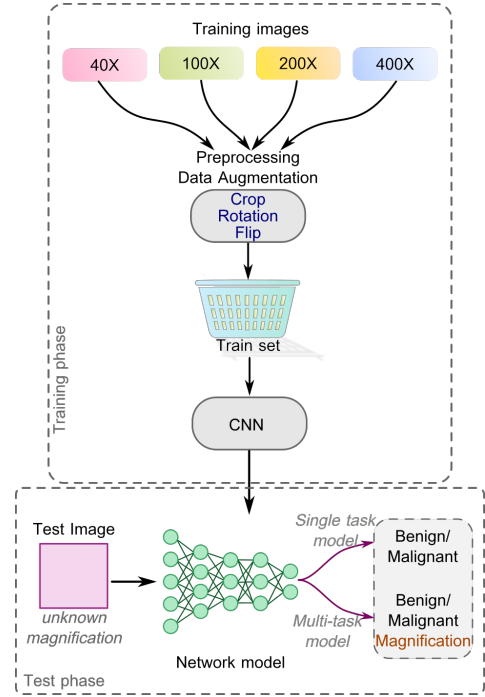 Training images
40X
100X
200X
400X
Preprocessing
Data Augmentation
Crop
Rotation
Flip
Train set
CNN
Training phase
Test Image
unknown
magnification
Network model
Single task
model
Multi-task
model
Benign/
Malignant
Benign/
Malignant
Magnification
Test phase